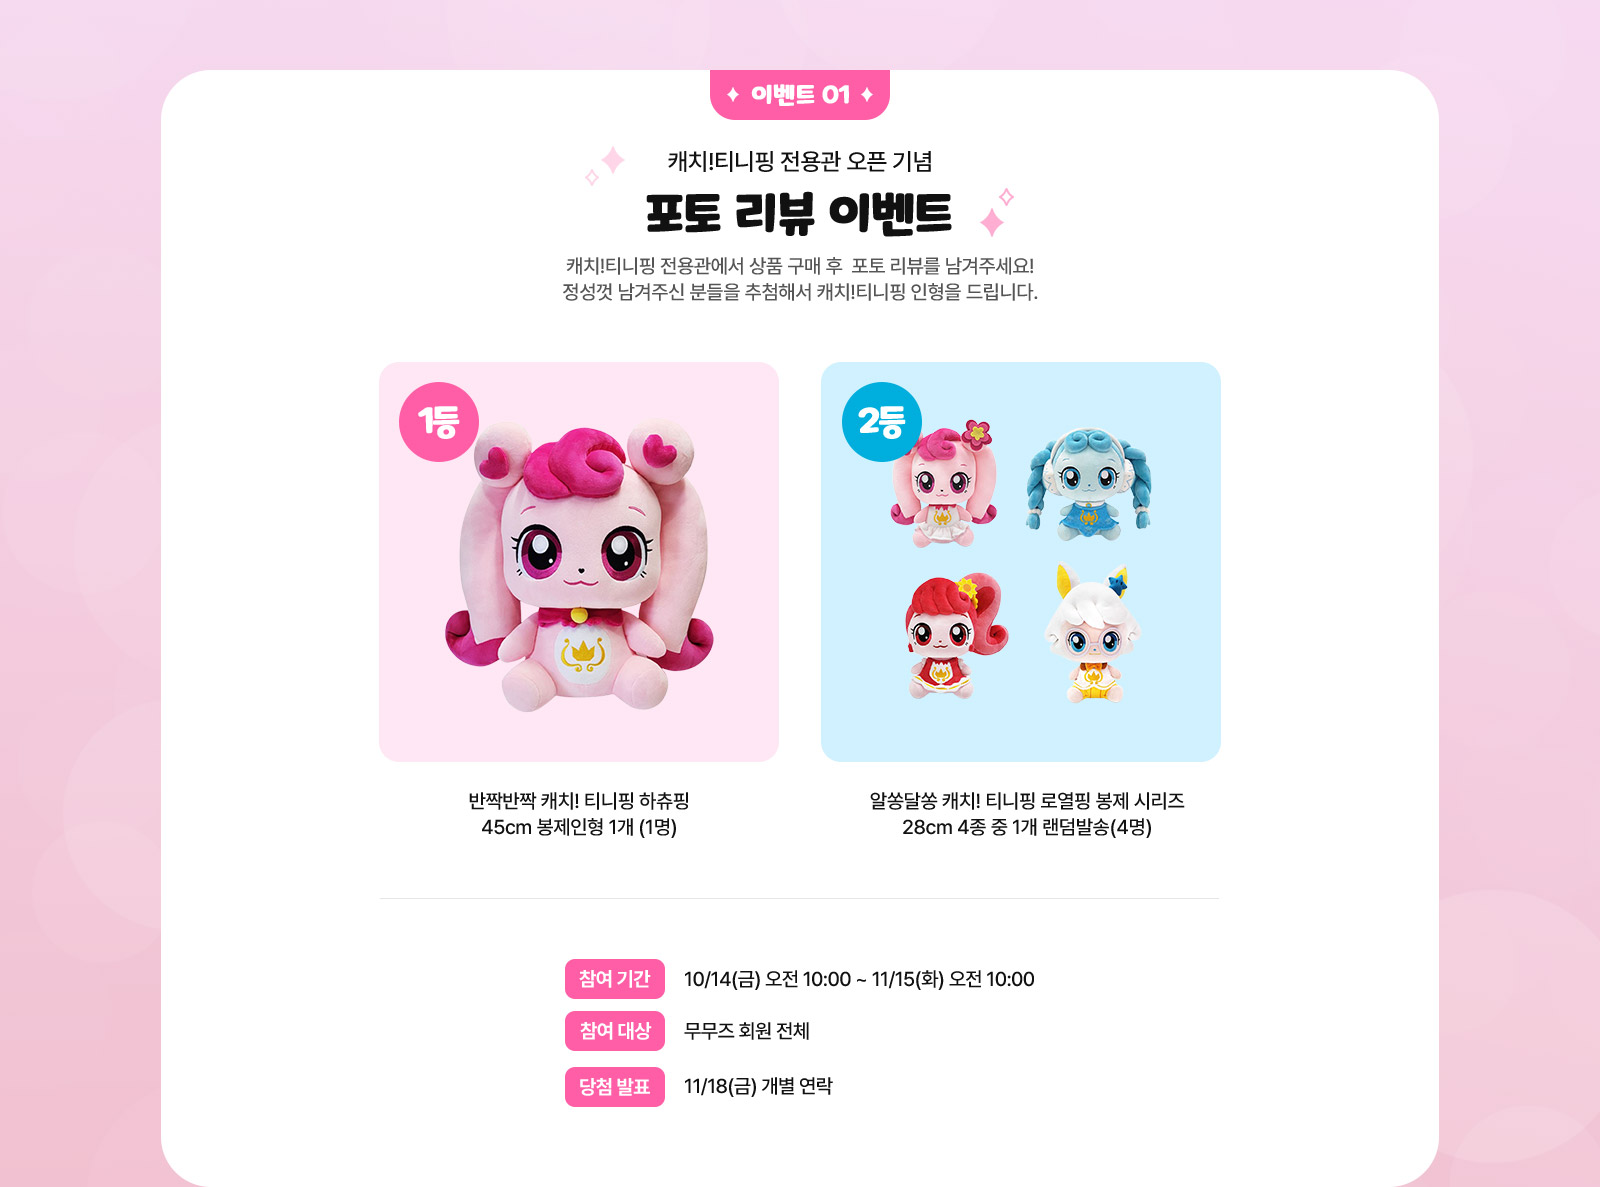 이벤트 01
캐치!티니핑 전용관 오픈 기념
포토 리뷰 이벤트
캐치!티니핑 전용관에서 상품 구매 후 포토 리뷰를 남겨주세요!
정성껏 남겨주신 분들을 추첨해서 캐치!티니핑 인형을 드립니다.
1등
2등
반짝반짝 캐치! 티니핑 하츄핑
45cm 봉제인형 1개 (1명)
알쏭달쏭 캐치! 티니핑 로열핑 봉제 시리즈
28cm 4종 중 1개 랜덤발송(4명)
참여 기간 10/14(금) 오전 10:00 ~ 11/15(화) 오전 10:00
참여 대상 무무즈 회원 전체
당첨 발표 11/18(금) 개별 연락